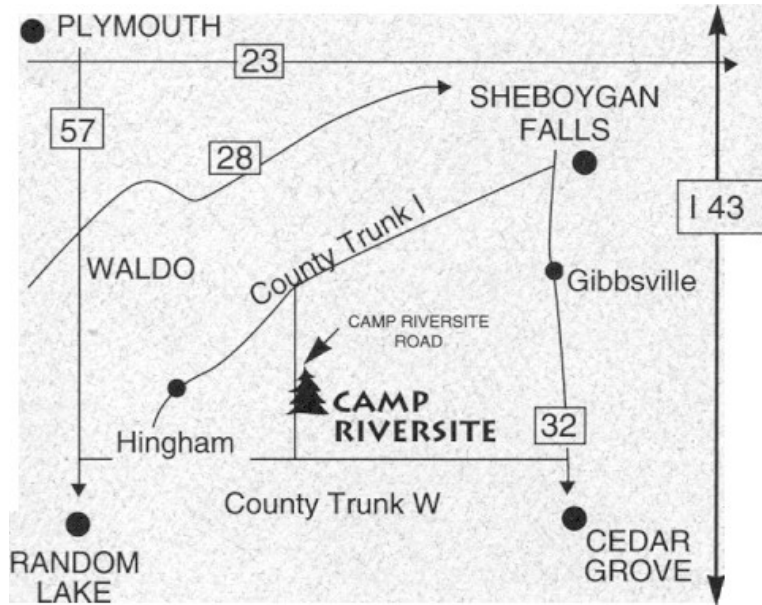 PLYMOUTH
23
57
SHEBOYGAN
FALLS
28
I 43
County Trunk I
WALDO
Gibbsville
CAMP RIVERSITE
ROAD
CAMP
RIVERSITE
32
Hingham
County Trunk W
RANDOM
LAKE
CEDAR
GROVE